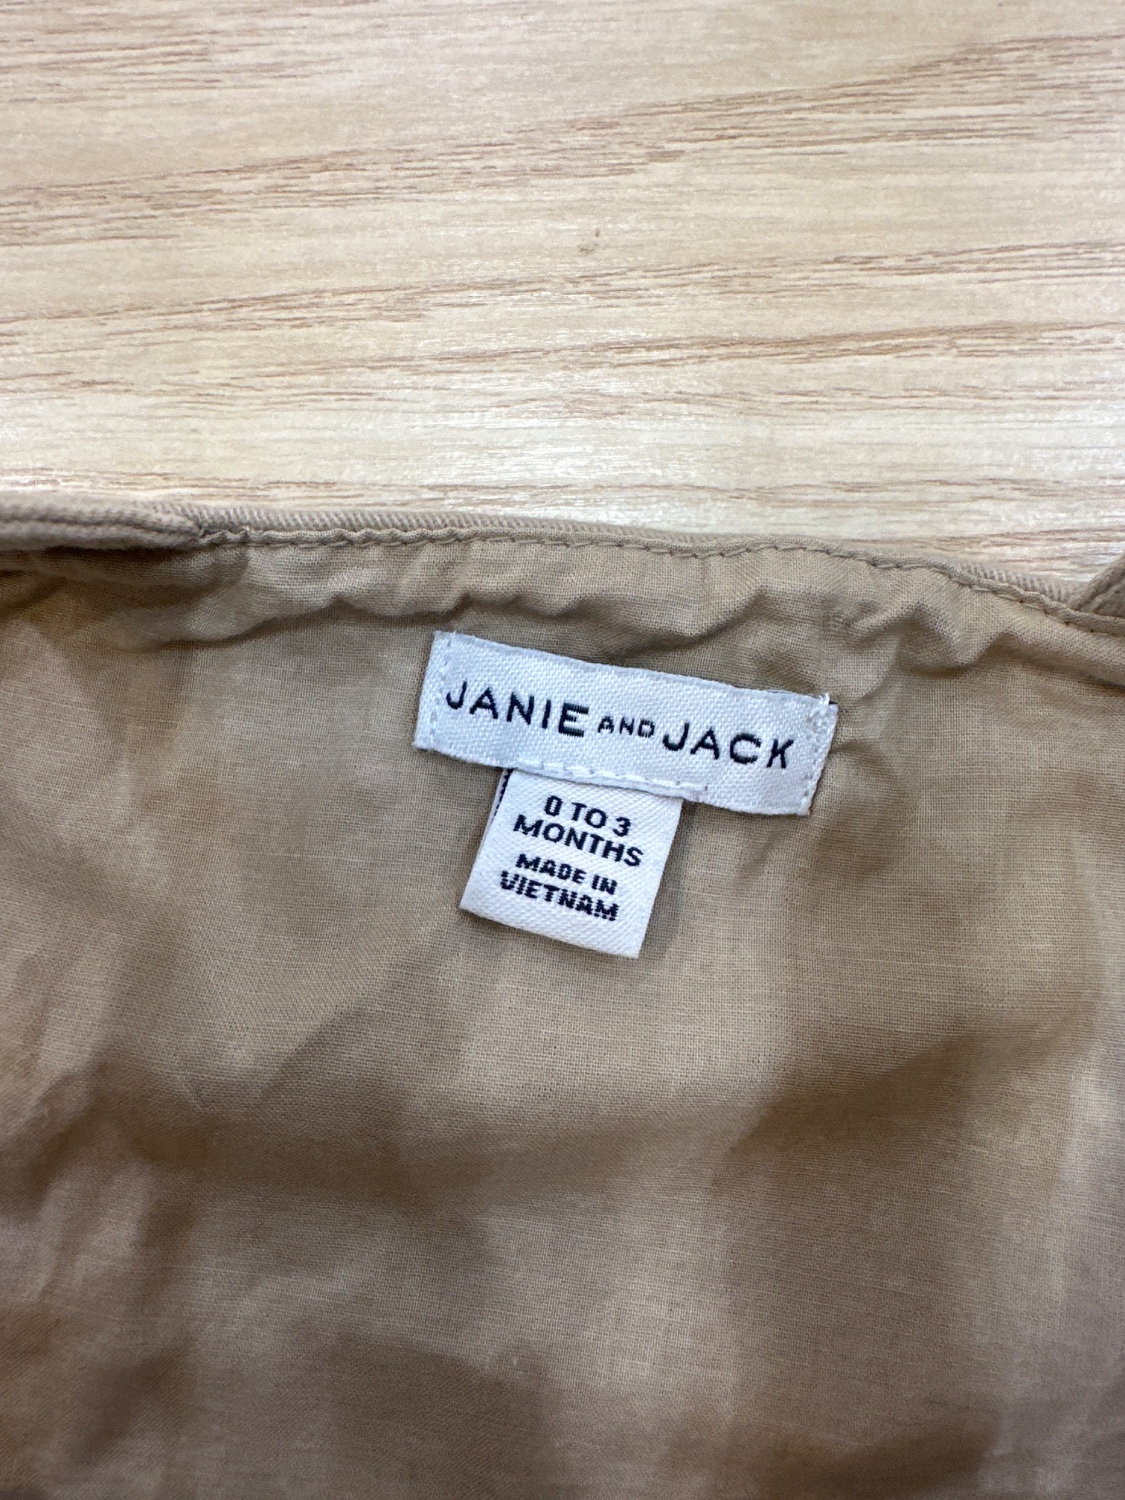 JANIE AND JACK
0 TO 3
MONTHS
MADE IN
VIETNAM